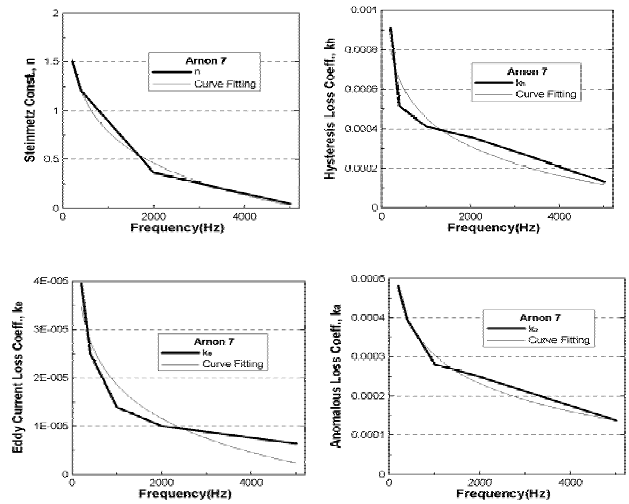 Steinmetz Const., n
2
1.5
1
0.5
0
Arnon 7
n
Curve Fitting
0 2000 4000
Frequency(Hz)
Hysteresis Loss Coeff., kh
0.001
0.0008
0.0006
0.0004
0.0002
0
Arnon 7
kh
Curve Fitting
0 2000 4000
Frequency(Hz)
Eddy Current Loss Coeff., ke
4E-005
3E-005
2E-005
1E-005
0
Arnon 7
ke
Curve Fitting
0 2000 4000
Frequency(Hz)
Anomalous Loss Coeff., ka
0.0005
0.0004
0.0003
0.0002
0.0001
0
Arnon 7
ka
Curve Fitting
0 2000 4000
Frequency(Hz)